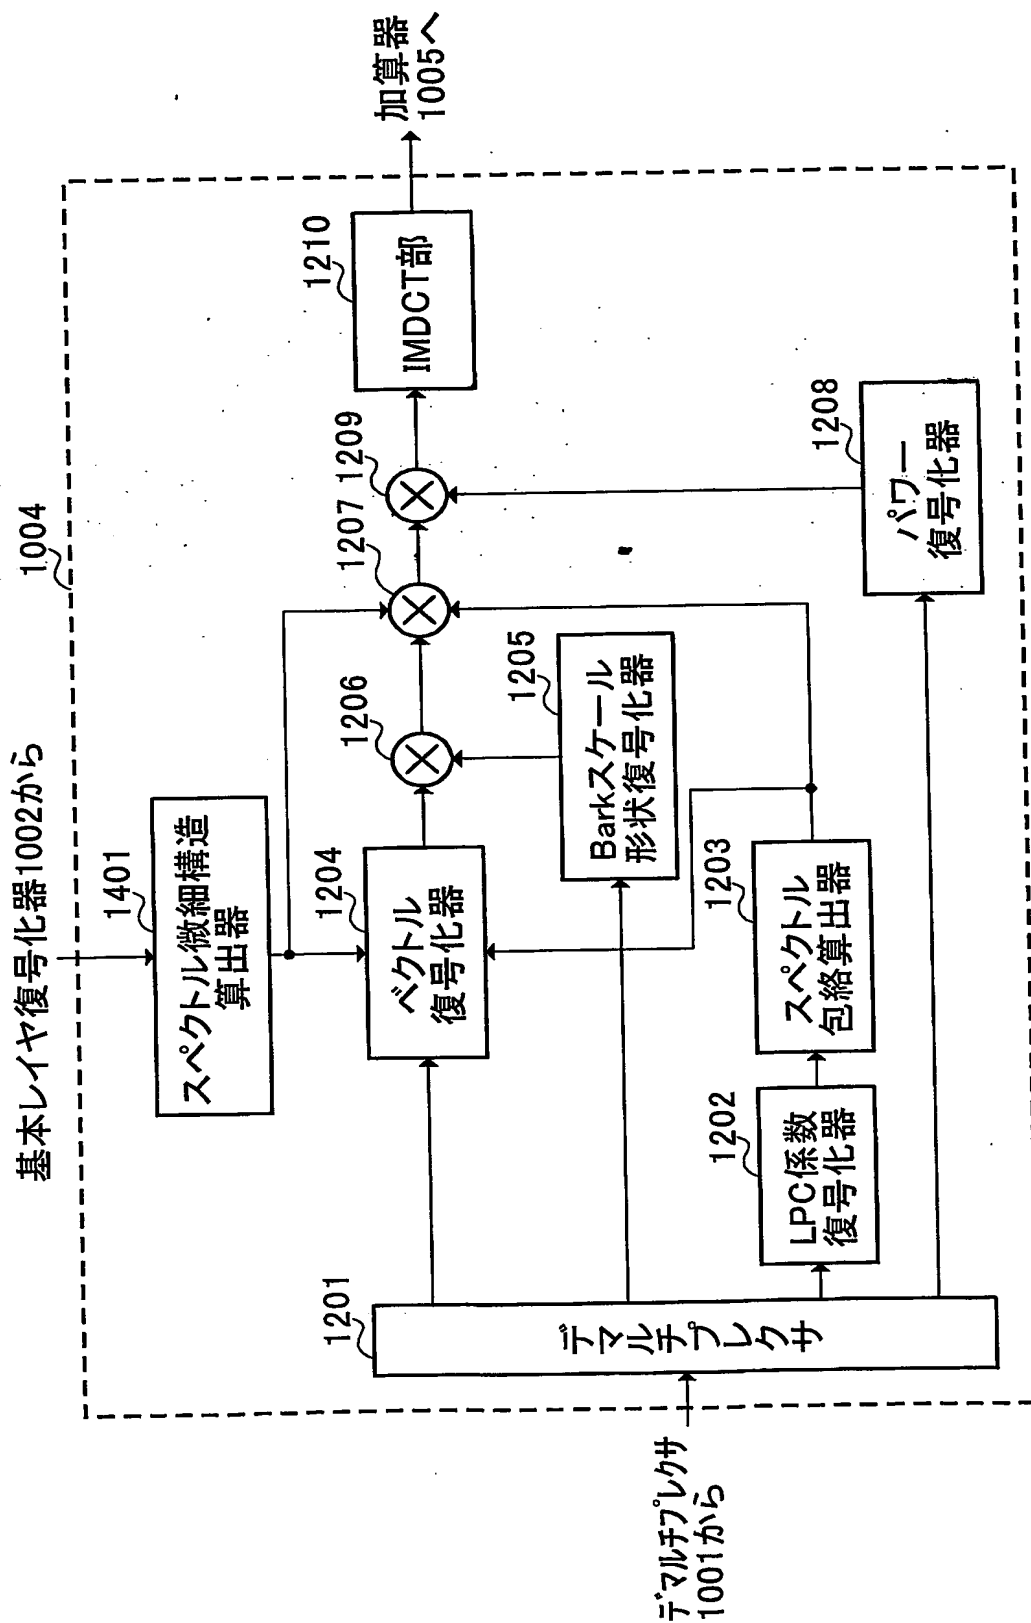 基本レイヤ復号化器1002から
1004
1401
スペクトル微細構造
算出器
加算器
1005へ
1210
IMDCT部
1209
1207
1206
1204
ベクトル
復号化器
1205
Barkスケール
形状復号化器
1208
パワー
復号化器
1203
スペクトル
包絡算出器
1202
LPC係数
復号化器
1201
デマルチプレクサ
デマルチプレクサ
1001から